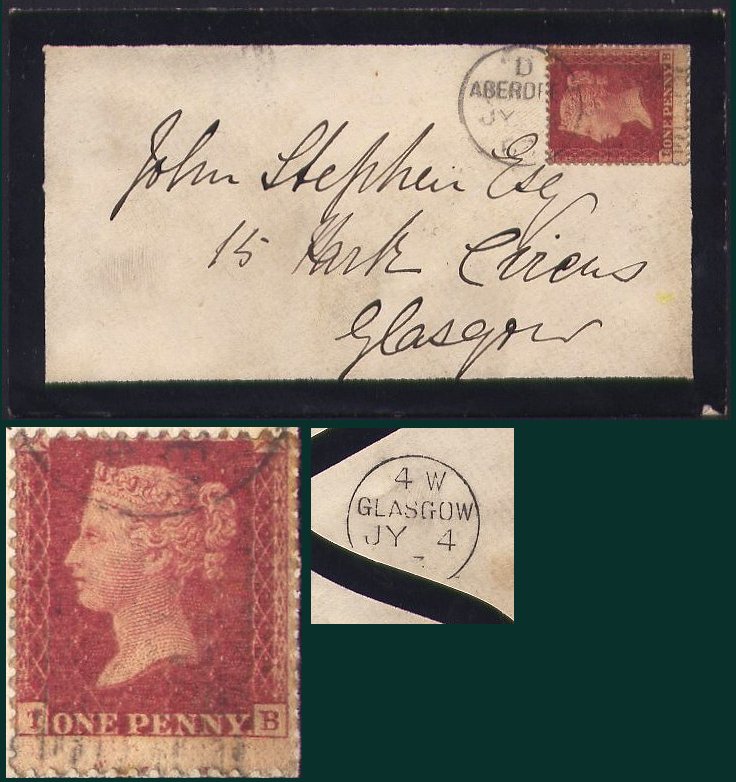 D
ABERD
JY
ONE PENNY B
John Stephen Esq
15 Park Circus
Glasgow
4 W
GLASGOW
JY 4
ONE PENNY B